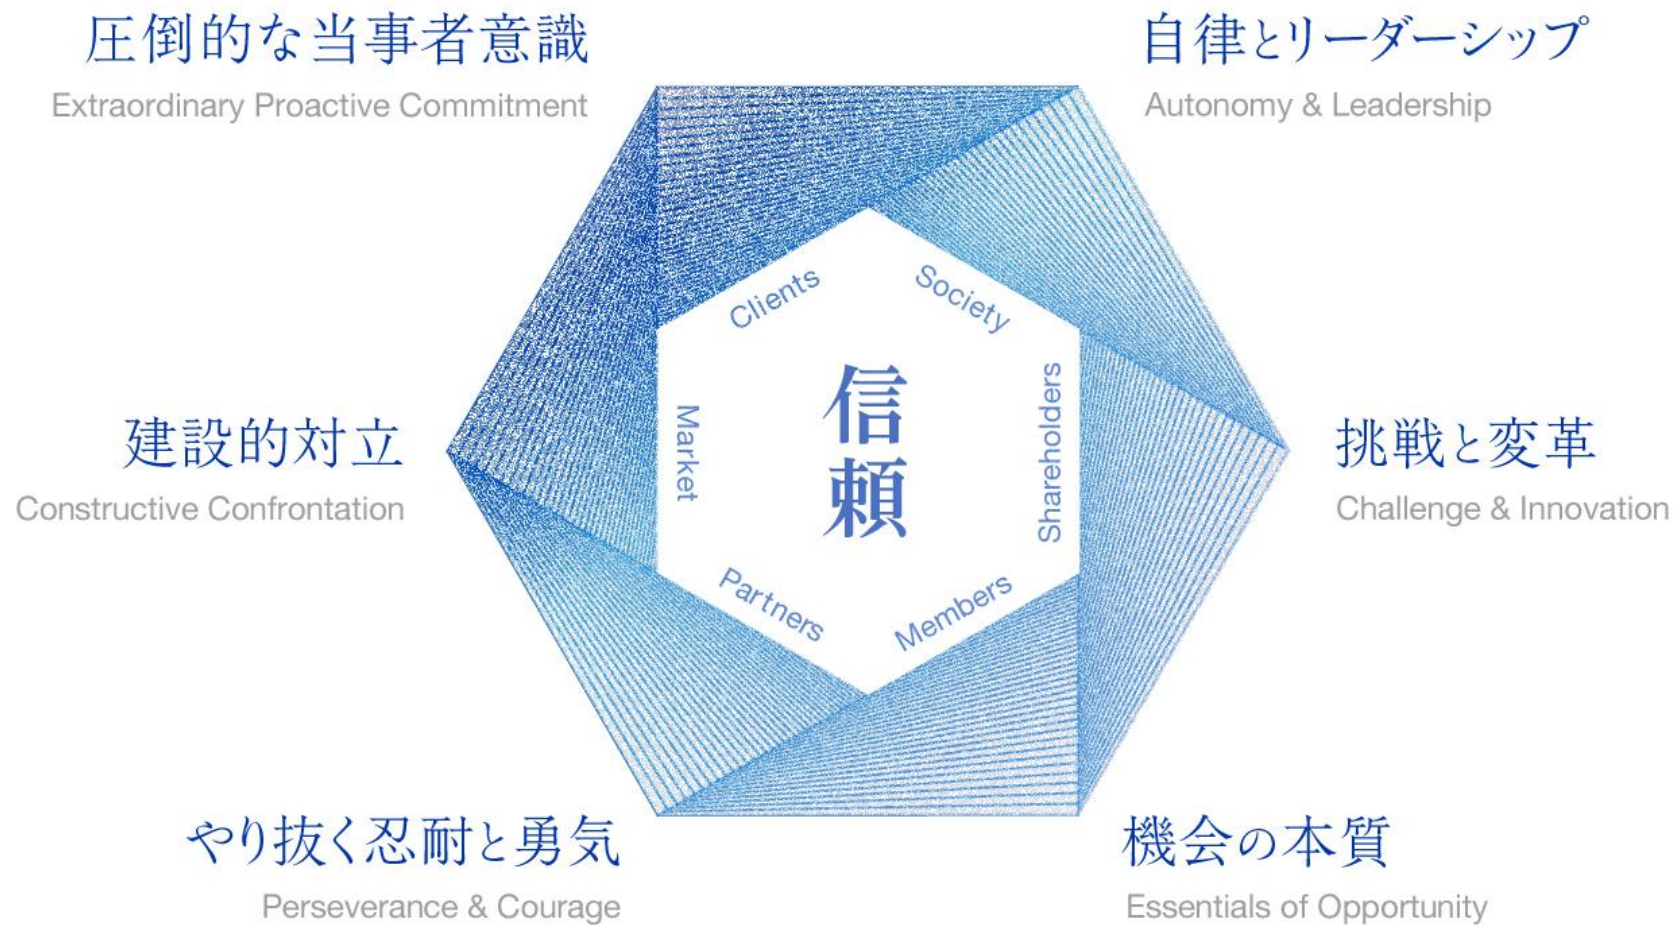 圧倒的な当事者意識
Extraordinary Proactive Commitment
自律とリーダーシップ
Autonomy & Leadership
Clients
Society
建設的対立
Constructive Confrontation
Market
信頼
Shareholders
挑戦と変革
Challenge & Innovation
Partners
Members
やり抜く忍耐と勇気
Perseverance & Courage
機会の本質
Essentials of Opportunity